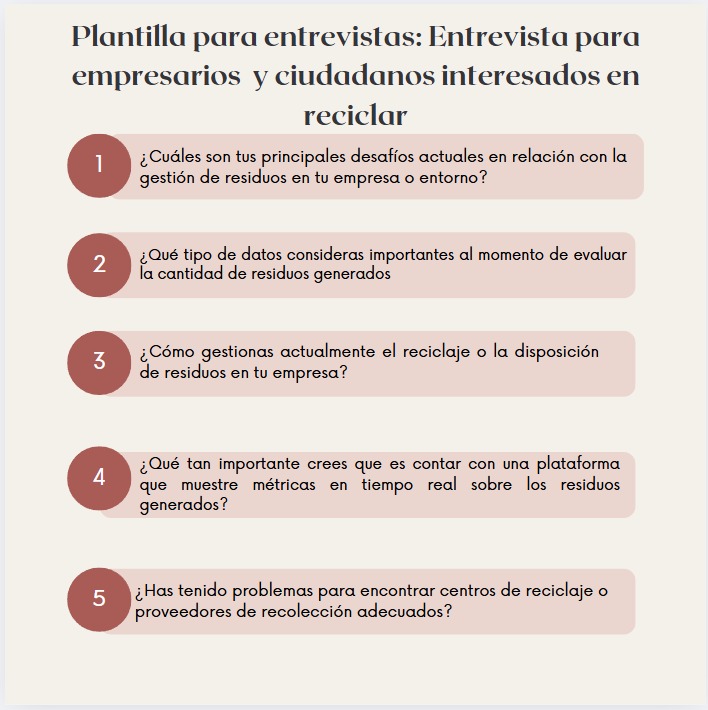 Plantilla para entrevistas: Entrevista para
empresarios y ciudadanos interesados en
reciclar
1
¿Cuáles son tus principales desafíos actuales en relación con la
gestión de residuos en tu empresa o entorno?
2
¿Qué tipo de datos consideras importantes al momento de evaluar
la cantidad de residuos generados
3
¿Cómo gestionas actualmente el reciclaje o la disposición
de residuos en tu empresa?
4
¿Qué tan importante crees que es contar con una plataforma
que muestre métricas en tiempo real sobre los residuos
generados?
5
¿Has tenido problemas para encontrar centros de reciclaje o
proveedores de recolección adecuados?